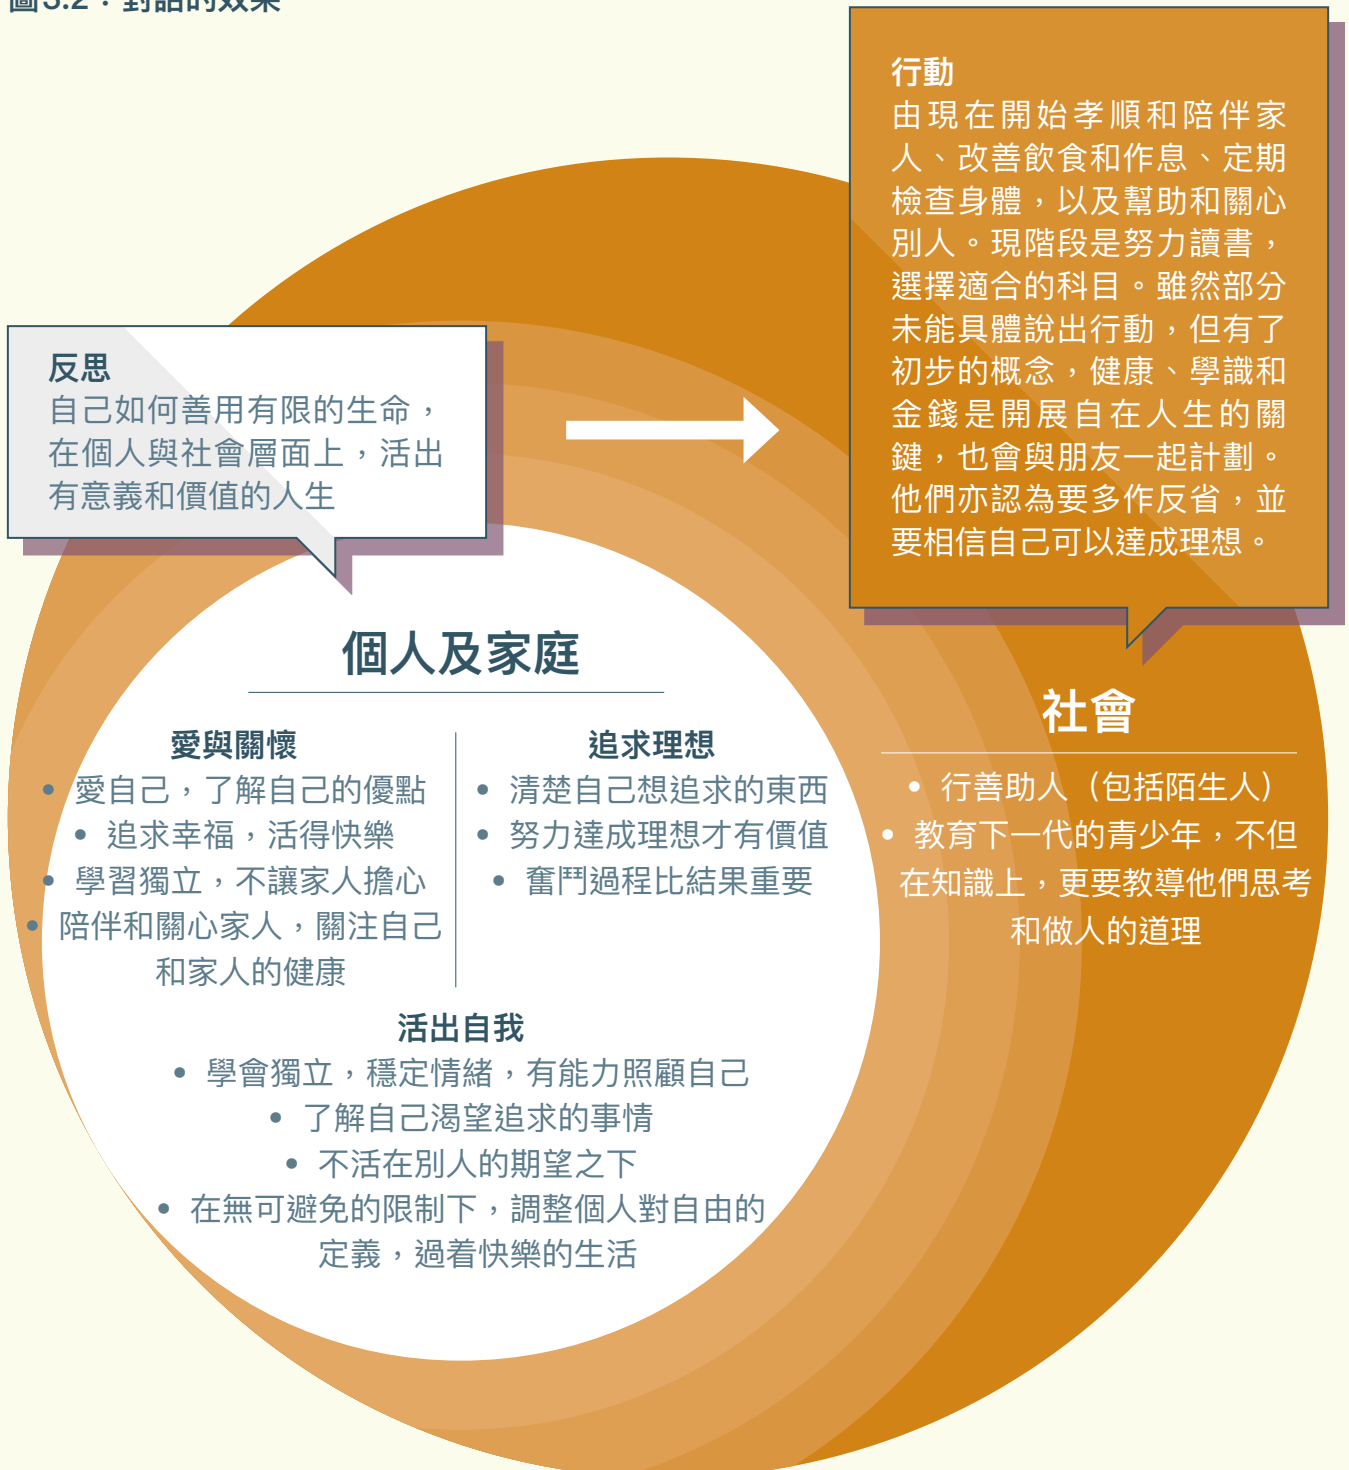 圖3.2：對話的效果
行動
由現在開始孝順和陪伴家
人、改善飲食和作息、定期
檢查身體，以及幫助和關心
別人。現階段是努力讀書，
選擇適合的科目。雖然部分
未能具體說出行動，但有了
初步的概念，健康、學識和
金錢是開展自在人生的關
鍵，也會與朋友一起計劃。
他們亦認為要多作反省，並
要相信自己可以達成理想。
反思
自己如何善用有限的生命，
在個人與社會層面上，活出
有意義和價值的人生
個人及家庭
愛與關懷
• 愛自己，了解自己的優點
• 追求幸福，活得快樂
• 學習獨立，不讓家人擔心
• 陪伴和關心家人，關注自己
和家人的健康
追求理想
• 清楚自己想追求的東西
• 努力達成理想才有價值
• 奮鬥過程比結果重要
活出自我
• 學會獨立，穩定情緒，有能力照顧自己
• 了解自己渴望追求的事情
• 不活在別人的期望之下
• 在無可避免的限制下，調整個人對自由的
定義，過着快樂的生活
社會
• 行善助人（包括陌生人）
• 教育下一代的青少年，不但
在知識上，更要教導他們思考
和做人的道理